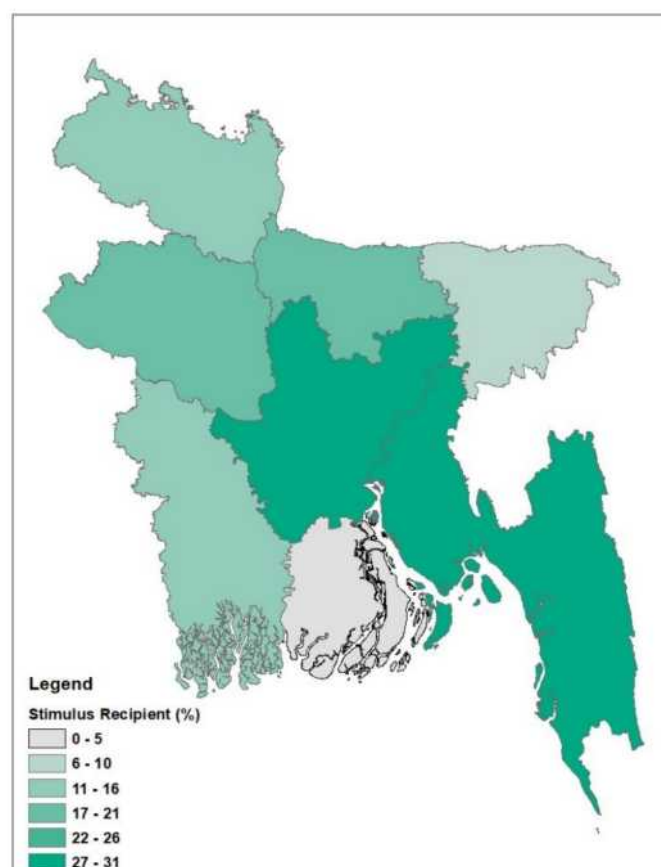 Legend
Stimulus Recipient (%)
0 - 5
6 - 10
11 - 16
17 - 21
22 - 26
27 - 31